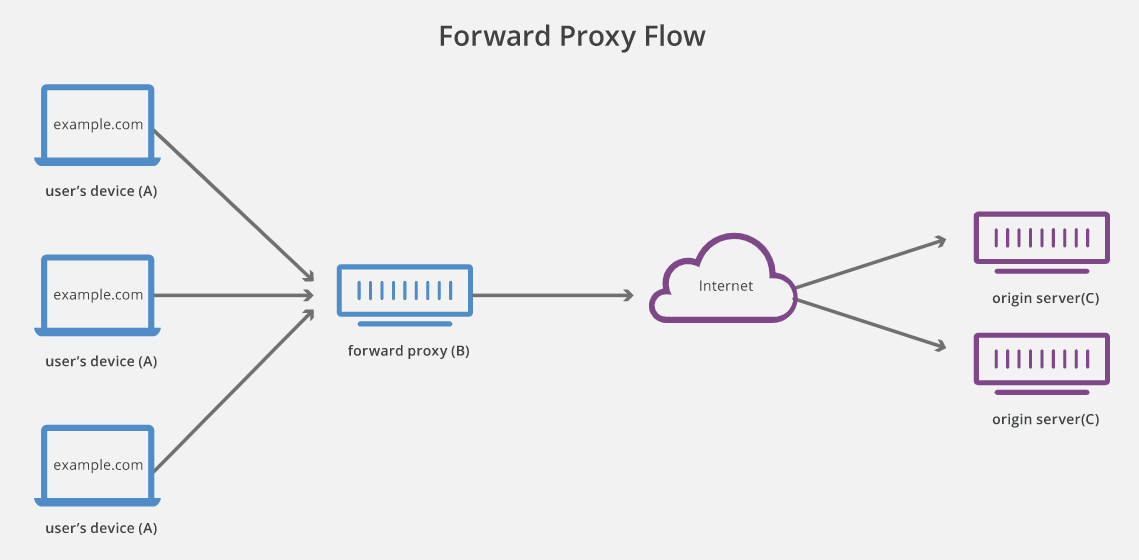 Forward Proxy Flow
example.com
user's device (A)
example.com
user's device (A)
example.com
user's device (A)
forward proxy (B)
Internet
origin server(C)
origin server(C)